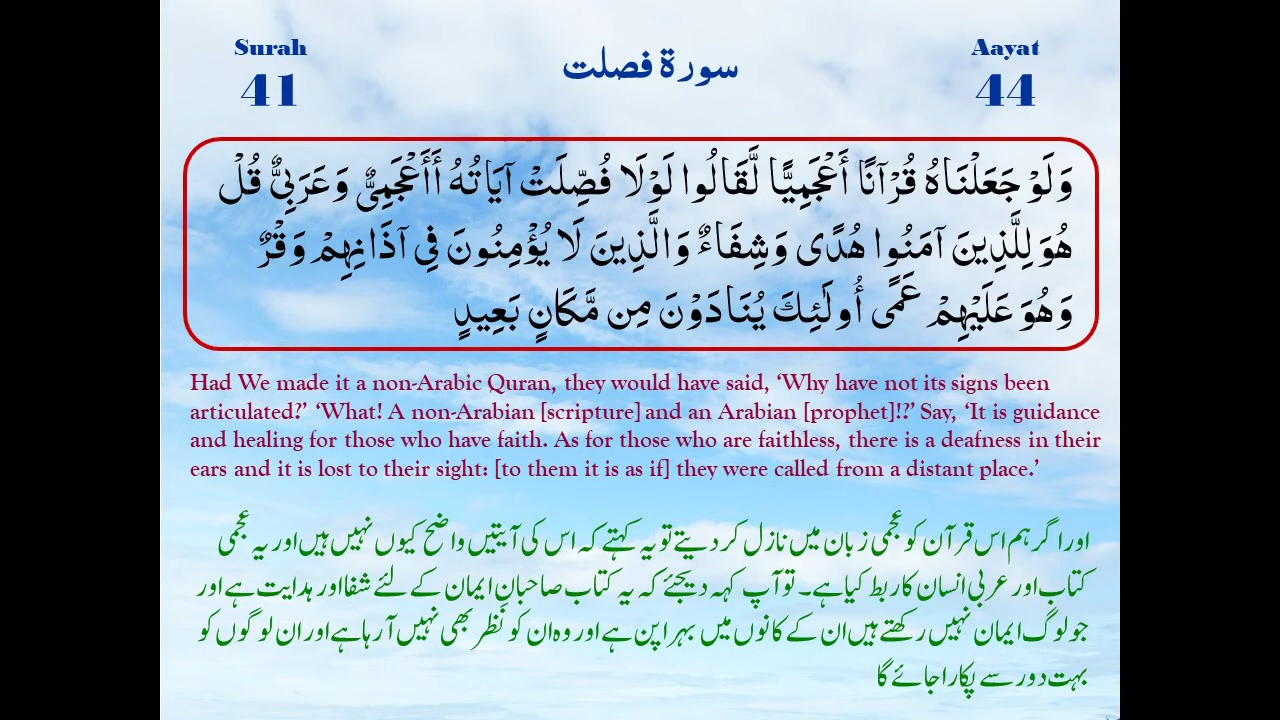 Surah
41
سورة فصلت
Aayat
44
وَلَوْ جَعَلْنَاهُ قُرْآنًا أَعْجَمِيًّا لَّقَالُوا لَوْلَا فُصِّلَتْ آيَاتُهُ أَأَعْجَمِيٌّ وَعَرَبِيٌّ قُلْ
هُوَ لِلَّذِينَ آمَنُوا هُدًى وَشِفَاءٌ وَالَّذِينَ لَا يُؤْمِنُونَ فِي آذَانِهِمْ وَقْرٌ
وَهُوَ عَلَيْهِمْ عَمًى أُولَٰئِكَ يُنَادَوْنَ مِن مَّكَانٍ بَعِيدٍ
Had We made it a non-Arabic Quran, they would have said, ‘Why have not its signs been
articulated?’ ‘What! A non-Arabian [scripture] and an Arabian [prophet]!?’ Say, ‘It is guidance
and healing for those who have faith. As for those who are faithless, there is a deafness in their
ears and it is lost to their sight: [to them it is as if] they were called from a distant place.’
اور اگر ہم اس قرآن کو عجمی زبان میں نازل کردیتے تو یہ کہتے کہ اس کی آیتیں واضح کیوں نہیں ہیں اور یہ عجمی
کتاب اور عربی انسان کا ربط کیا ہے۔ تو آپ کہہ دیجئے کہ یہ کتاب صاحبانِ ایمان کے لئے شفا اور ہدایت ہے اور
جو لوگ ایمان نہیں رکھتے ہیں ان کے کانوں میں بہرا پن ہے اور وہ ان کو نظر بھی نہیں آرہا ہے اور ان لوگوں کو
بہت دور سے پکارا جائے گا